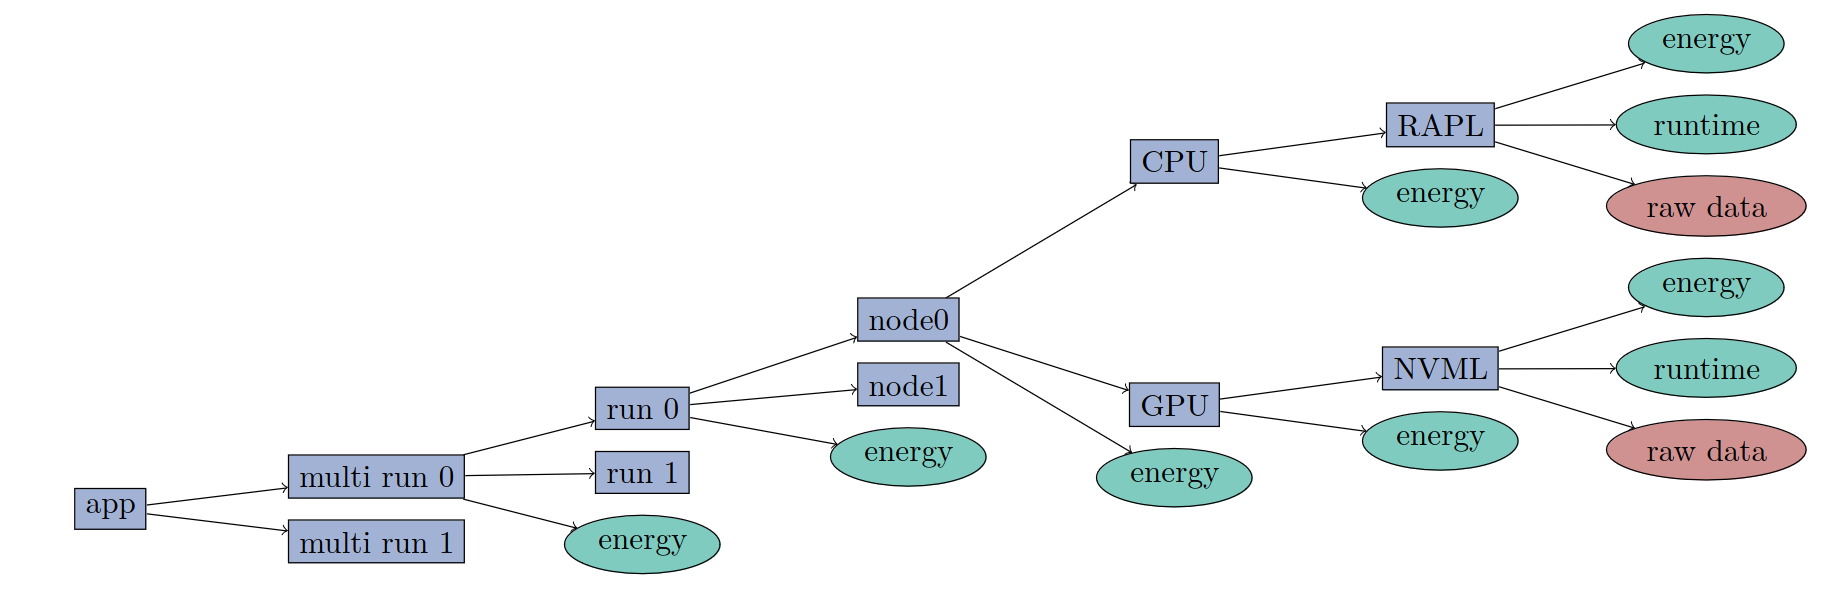 app
multi run 0
multi run 1
run 0
run 1
energy
node0
node1
energy
CPU
GPU
energy
RAPL
energy
NVML
energy
energy
runtime
raw data
energy
runtime
raw data